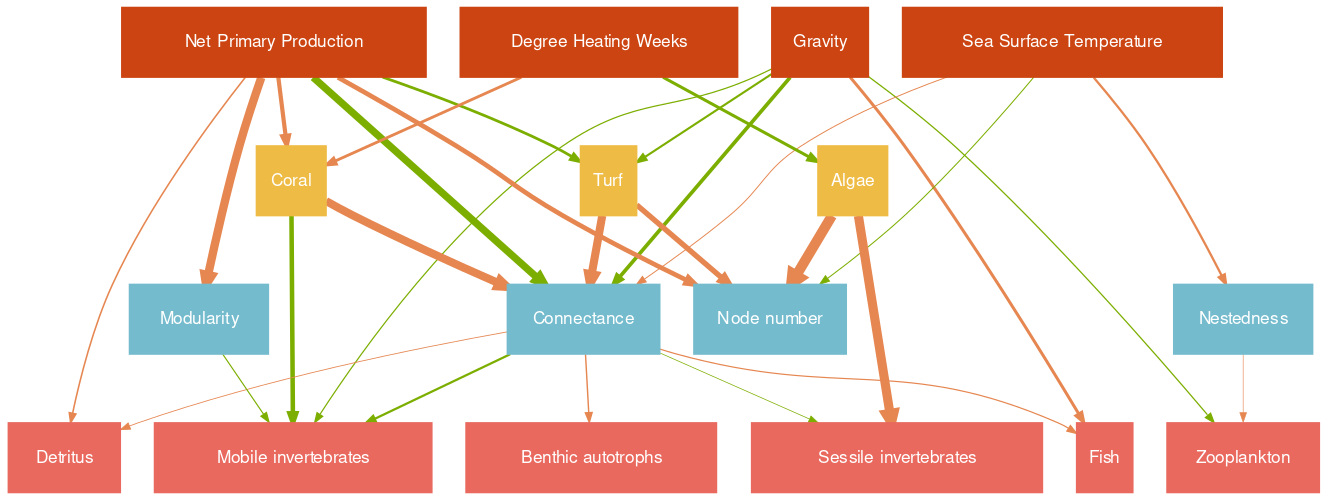 Net Primary Production
Degree Heating Weeks
Gravity
Sea Surface Temperature
Coral
Turf
Algae
Modularity
Connectance
Node number
Nestedness
Detritus
Mobile invertebrates
Benthic autotrophs
Sessile invertebrates
Fish
Zooplankton